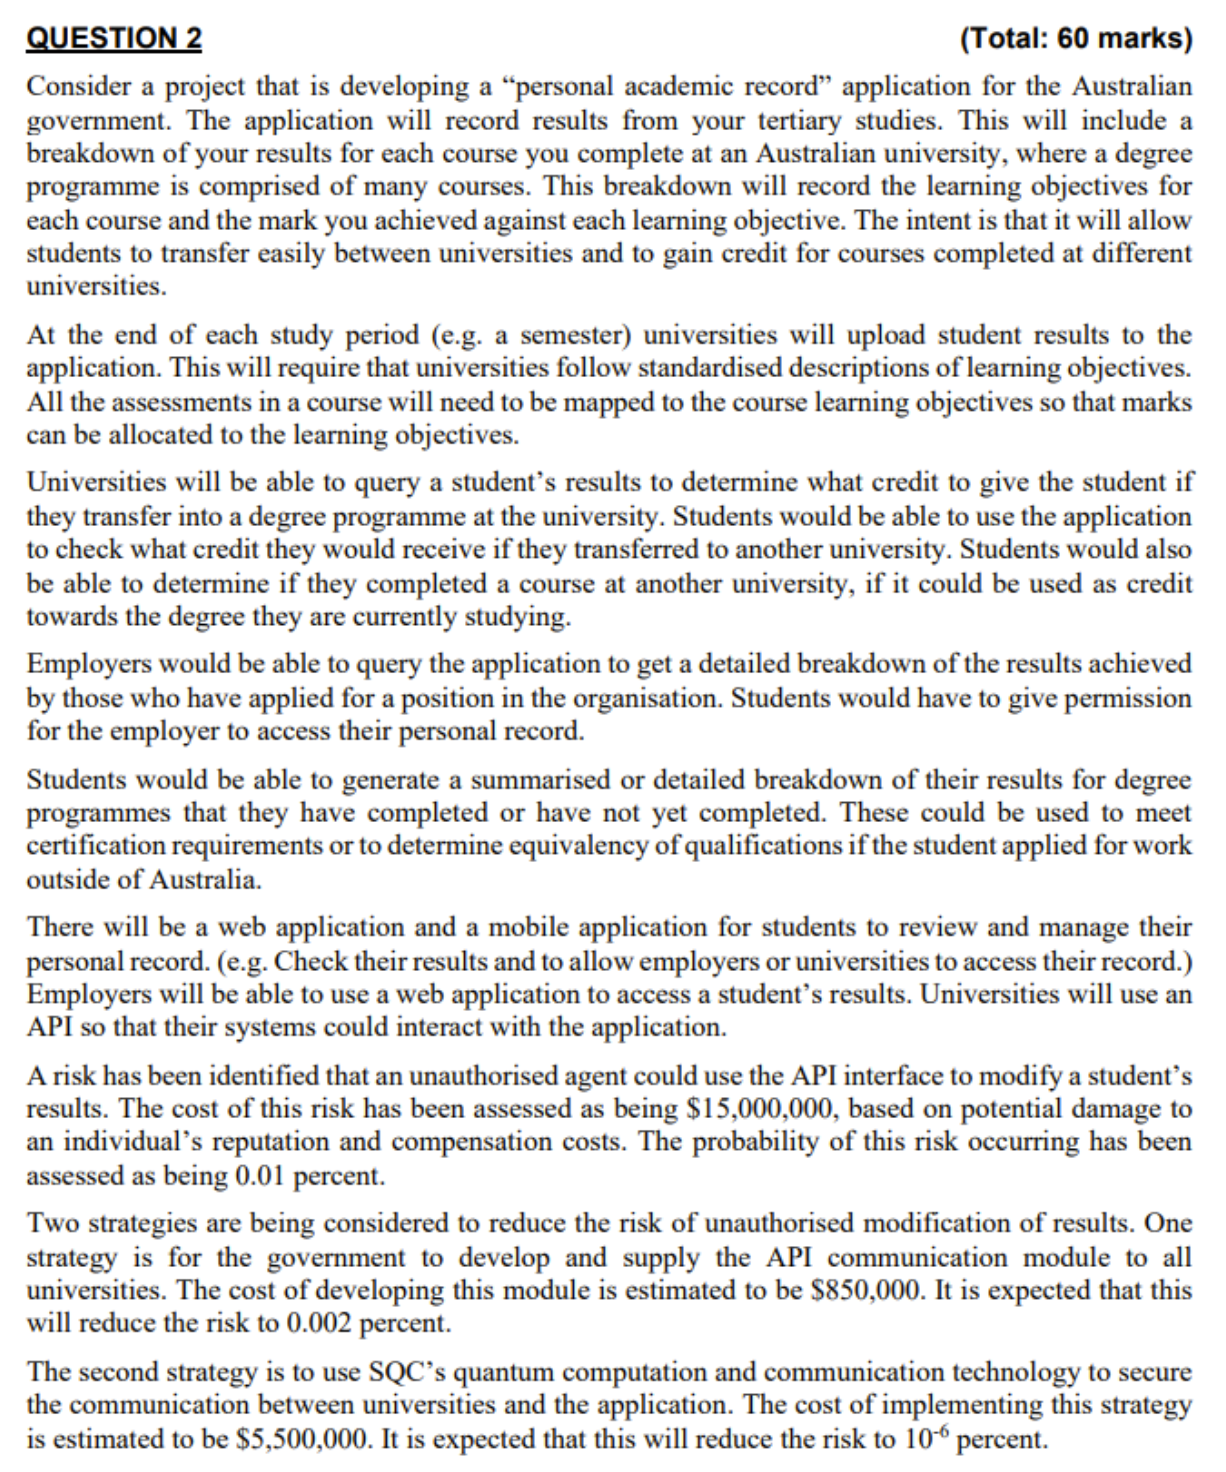 QUESTION 2 (Total: 60 marks)
Consider a project that is developing a “personal academic record” application for the Australian
government. The application will record results from your tertiary studies. This will include a
breakdown of your results for each course you complete at an Australian university, where a degree
programme is comprised of many courses. This breakdown will record the learning objectives for
each course and the mark you achieved against each learning objective. The intent is that it will allow
students to transfer easily between universities and to gain credit for courses completed at different
universities.
At the end of each study period (e.g. a semester) universities will upload student results to the
application. This will require that universities follow standardised descriptions of learning objectives.
All the assessments in a course will need to be mapped to the course learning objectives so that marks
can be allocated to the learning objectives.
Universities will be able to query a student’s results to determine what credit to give the student if
they transfer into a degree programme at the university. Students would be able to use the application
to check what credit they would receive if they transferred to another university. Students would also
be able to determine if they completed a course at another university, if it could be used as credit
towards the degree they are currently studying.
Employers would be able to query the application to get a detailed breakdown of the results achieved
by those who have applied for a position in the organisation. Students would have to give permission
for the employer to access their personal record.
Students would be able to generate a summarised or detailed breakdown of their results for degree
programmes that they have completed or have not yet completed. These could be used to meet
certification requirements or to determine equivalency of qualifications if the student applied for work
outside of Australia.
There will be a web application and a mobile application for students to review and manage their
personal record. (e.g. Check their results and to allow employers or universities to access their record.)
Employers will be able to use a web application to access a student’s results. Universities will use an
API so that their systems could interact with the application.
A risk has been identified that an unauthorised agent could use the API interface to modify a student’s
results. The cost of this risk has been assessed as being $15,000,000, based on potential damage to
an individual’s reputation and compensation costs. The probability of this risk occurring has been
assessed as being 0.01 percent.
Two strategies are being considered to reduce the risk of unauthorised modification of results. One
strategy is for the government to develop and supply the API communication module to all
universities. The cost of developing this module is estimated to be $850,000. It is expected that this
will reduce the risk to 0.002 percent.
The second strategy is to use SQC’s quantum computation and communication technology to secure
the communication between universities and the application. The cost of implementing this strategy
is estimated to be $5,500,000. It is expected that this will reduce the risk to 10⁻⁶ percent.